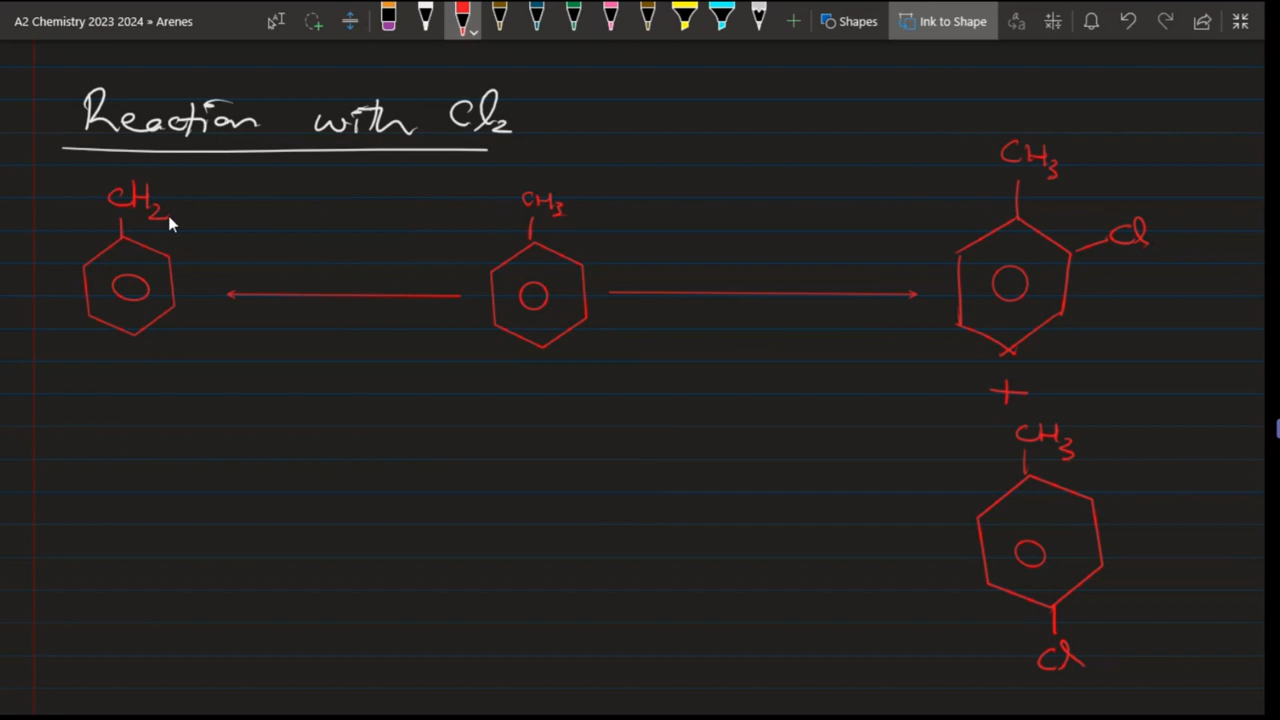 A2 Chemistry 2023 2024 » Arenes
Shapes
Ink to Shape
Reaction with Cl₂
CH₂
CH₃
CH₃
Cl
+
CH₃
Cl